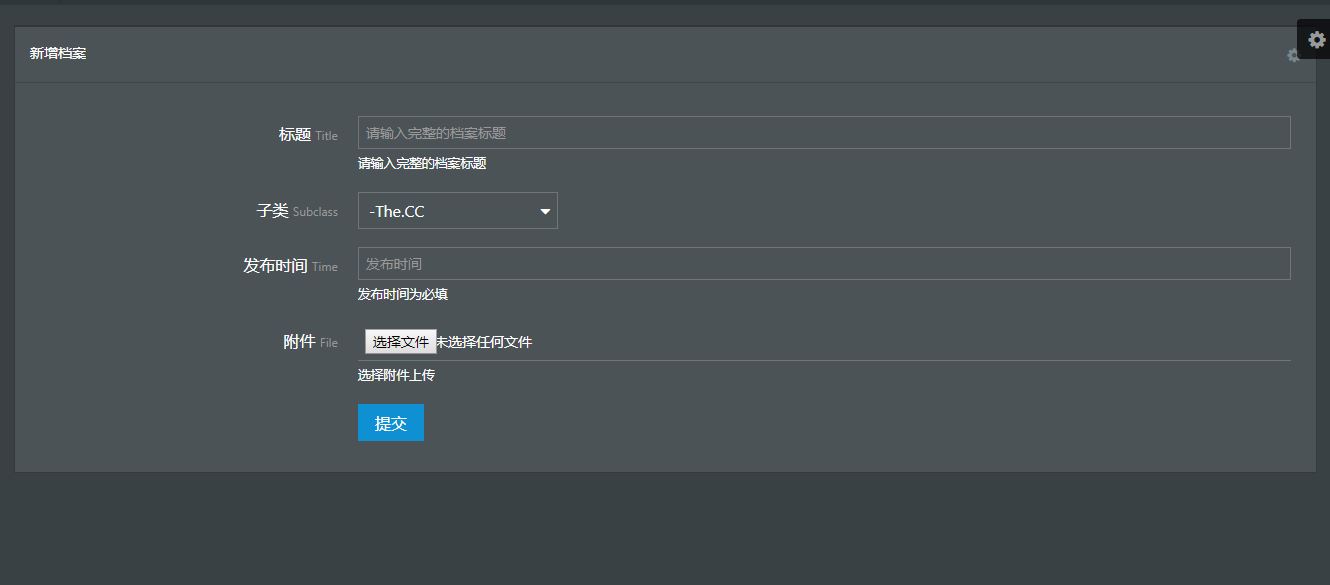 新增档案
标题 Title
请输入完整的档案标题
请输入完整的档案标题
子类 Subclass
-The.CC
发布时间 Time
发布时间
发布时间为必填
附件 File
选择文件 未选择任何文件
选择附件上传
提交